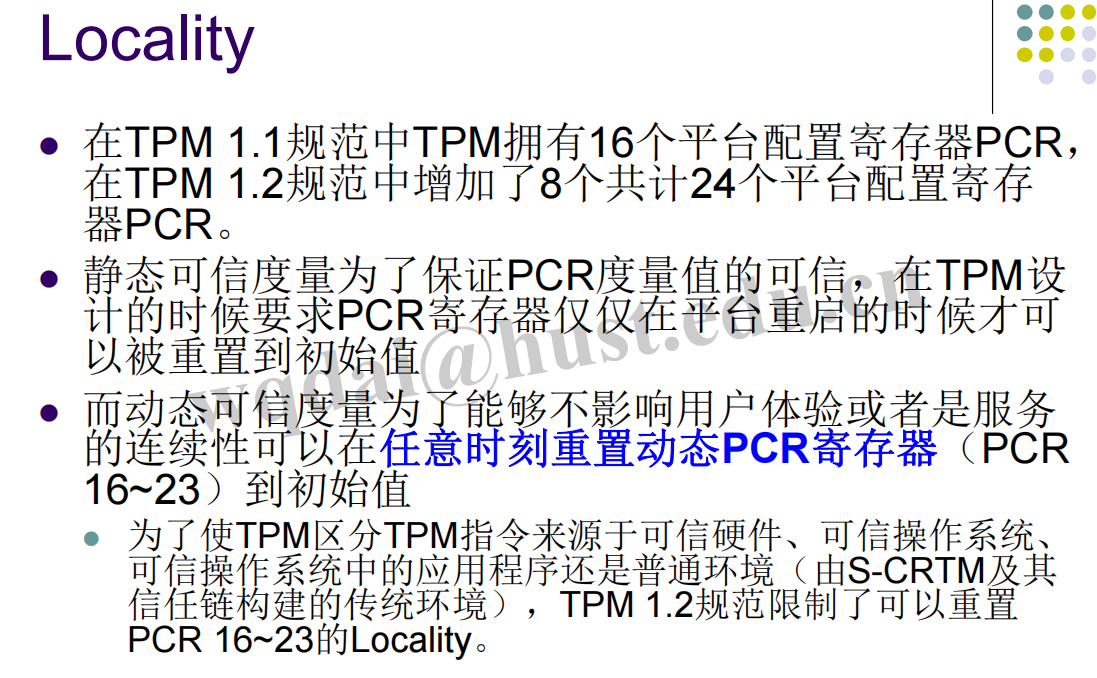 Locality
在TPM 1.1规范中TPM拥有16个平台配置寄存器PCR，
在TPM 1.2规范中增加了8个共计24个平台配置寄存
器PCR。
静态可信度量为了保证PCR度量值的可信，在TPM设
计的时候要求PCR寄存器仅仅在平台重启的时候才可
以被重置到初始值
而动态可信度量为了能够不影响用户体验或者是服务
的连续性可以在任意时刻重置动态PCR寄存器（PCR
16~23）到初始值
为了使TPM区分TPM指令来源于可信硬件、可信操作系统、
可信操作系统中的应用程序还是普通环境（由S-CRTM及其
信任链构建的传统环境），TPM 1.2规范限制了可以重置
PCR 16~23的Locality。
wqdai@hust.edu.cn